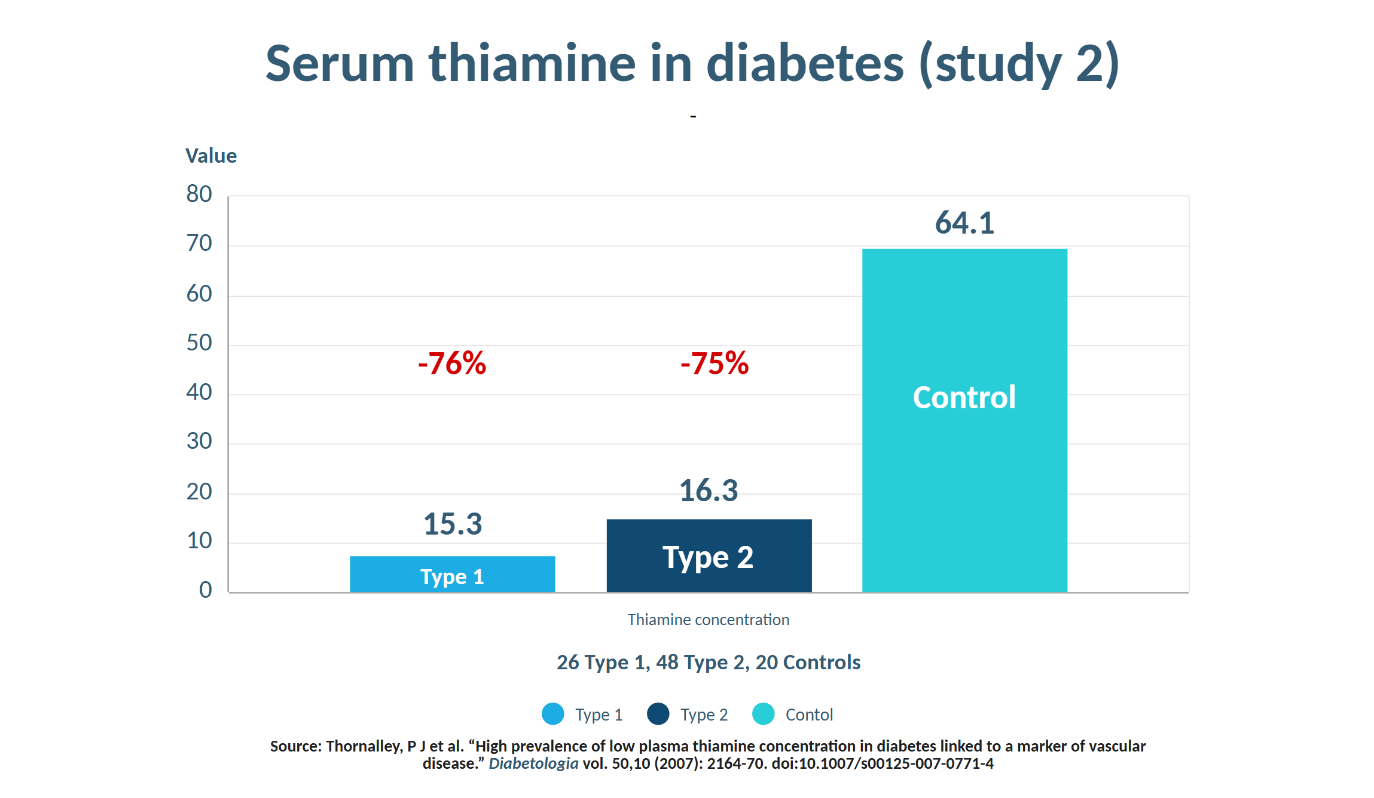 Serum thiamine in diabetes (study 2)
-
Value
80
70
60
50
40
30
20
10
0
-76%
-75%
64.1
Control
16.3
15.3
Type 2
Type 1
Thiamine concentration
26 Type 1, 48 Type 2, 20 Controls
Type 1 Type 2 Contol
Source: Thornalley, P J et al. “High prevalence of low plasma thiamine concentration in diabetes linked to a marker of vascular
disease.” Diabetologia vol. 50,10 (2007): 2164-70. doi:10.1007/s00125-007-0771-4